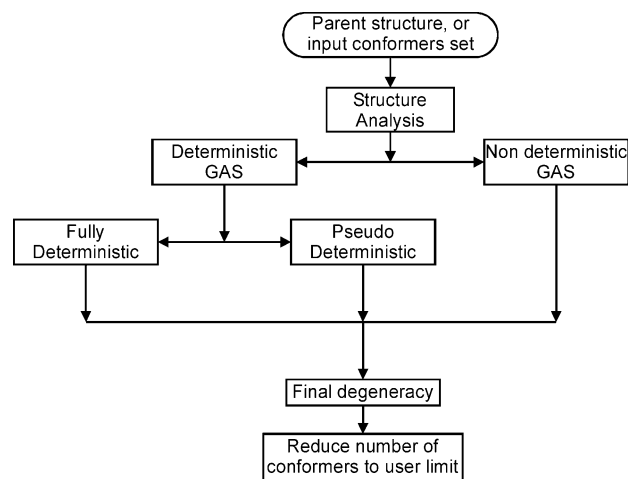 Parent structure, or
input conformers set
Structure
Analysis
Deterministic
GAS
Non deterministic
GAS
Fully
Deterministic
Pseudo
Deterministic
Final degeneracy
Reduce number of
conformers to user limit